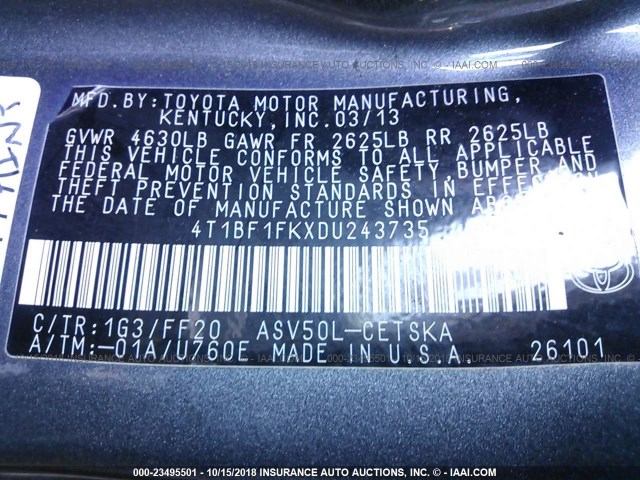 MFD.BY:TOYOTA MOTOR MANUFACTURING,
KENTUCKY,INC.03/13
GVWR 4630LB GAWR FR 2625LB RR 2625LB
THIS VEHICLE CONFORMS TO ALL APPLICABLE
FEDERAL MOTOR VEHICLE SAFETY,BUMPER,AND
THEFT PREVENTION STANDARDS IN EFFECT ON
THE DATE OF MANUFACTURE SHOWN ABOVE.
4T1BF1FKXDU243735
C/TR:1G3/FF20 ASV50L-CETSKA
A/TM:-01A/U760E MADE IN U.S.A. 26101
000-23495501 - 10/15/2018 INSURANCE AUTO AUCTIONS, INC. - © - IAAI.COM